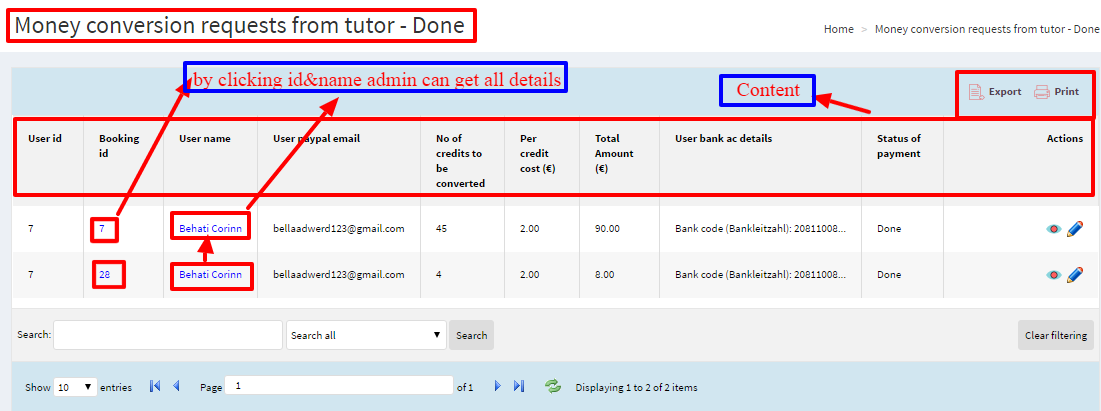 Money conversion requests from tutor - Done
Home > Money conversion requests from tutor - Done
by clicking id&name admin can get all details
Content
Export Print
User id Booking id User name User paypal email No of credits to be converted Per credit cost (€) Total Amount (€) User bank ac details Status of payment Actions
7 7 Behati Corinn bellaadwerd123@gmail.com 45 2.00 90.00 Bank code (Bankleitzahl): 20811008... Done
7 28 Behati Corinn bellaadwerd123@gmail.com 4 2.00 8.00 Bank code (Bankleitzahl): 20811008... Done
Search: Search all Search Clear filtering
Show 10 entries Page 1 of 1 Displaying 1 to 2 of 2 items